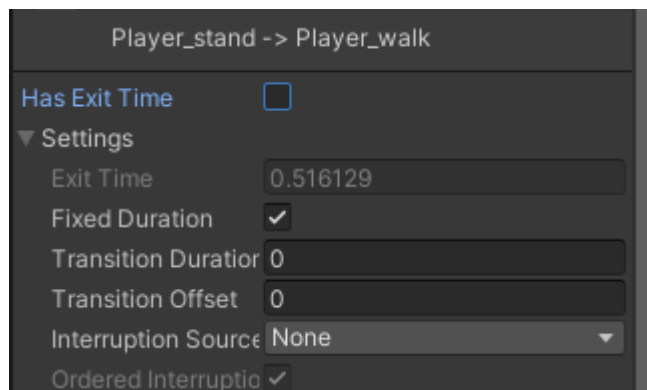 Player_stand -> Player_walk
Has Exit Time
Settings
Exit Time 0.516129
Fixed Duration
Transition Duration 0
Transition Offset 0
Interruption Source None
Ordered Interruptio